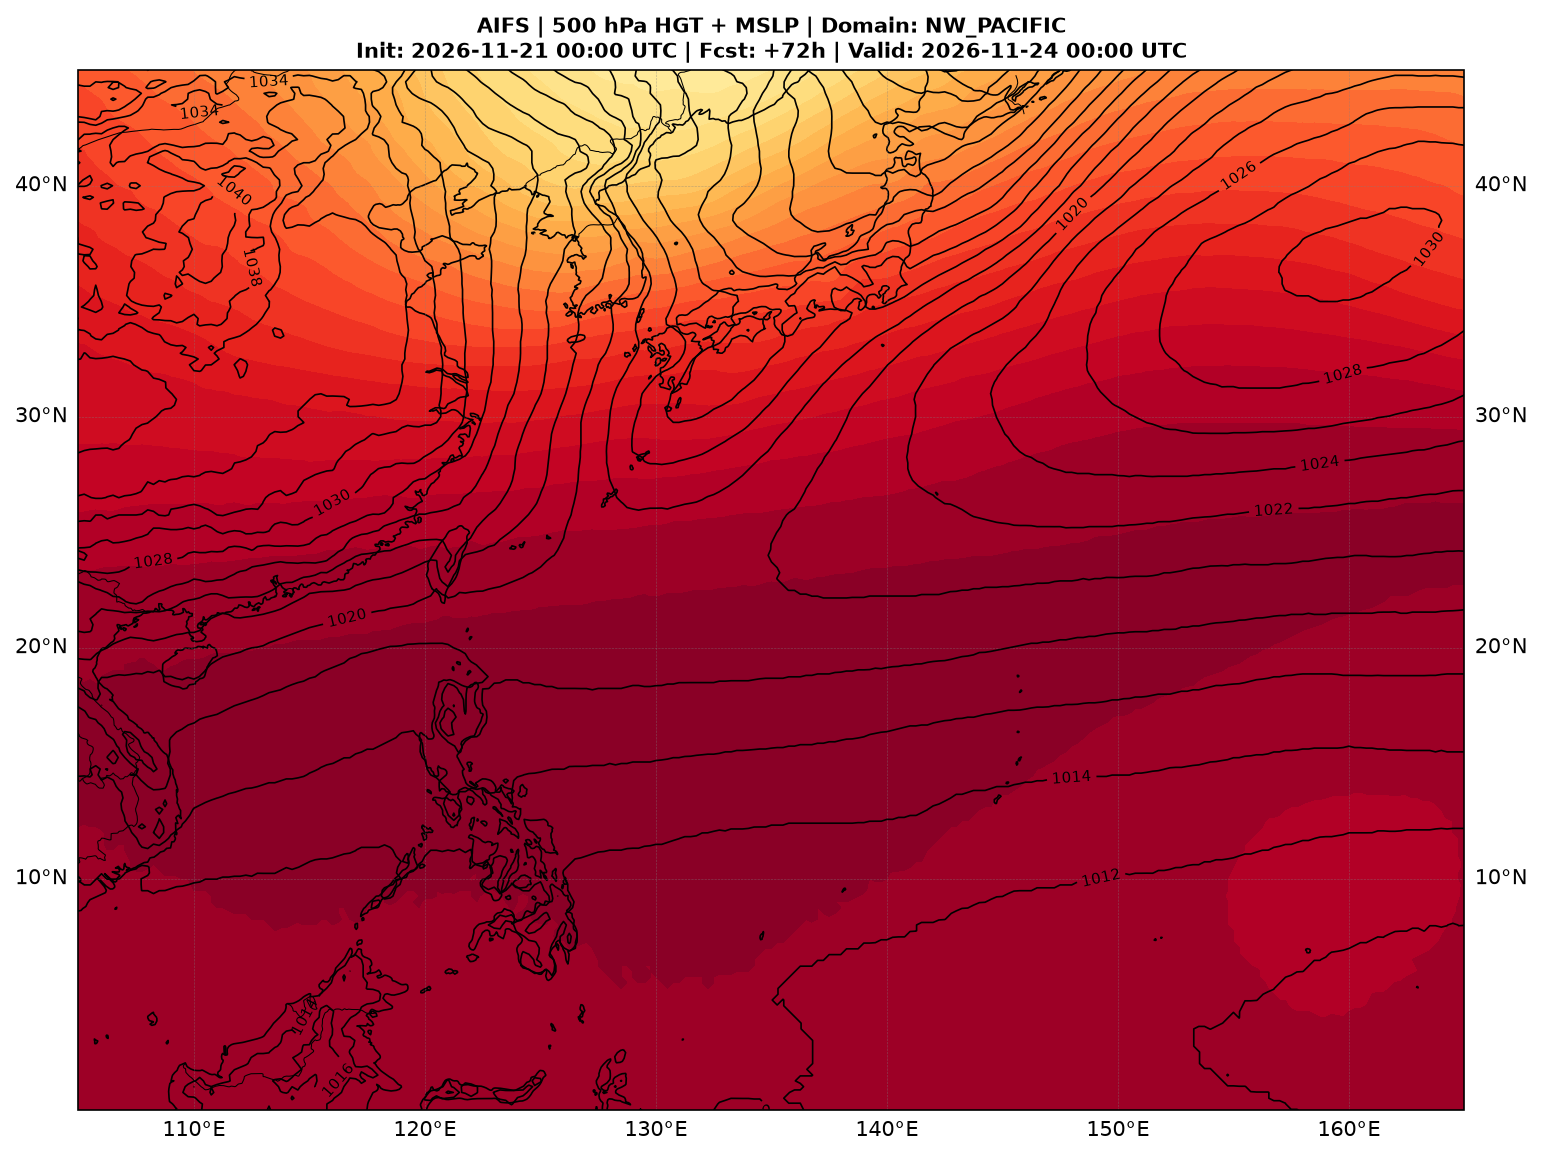 AIFS | 500 hPa HGT + MSLP | Domain: NW_PACIFIC
Init: 2026-11-21 00:00 UTC | Fcst: +72h | Valid: 2026-11-24 00:00 UTC
1034
1034
1026
40°N
1040
40°N
1020
1030
1038
1028
30°N
30°N
1024
1030
1022
1028
1020
20°N
20°N
1014
10°N
1012
10°N
1016
110°E
120°E
130°E
140°E
150°E
160°E